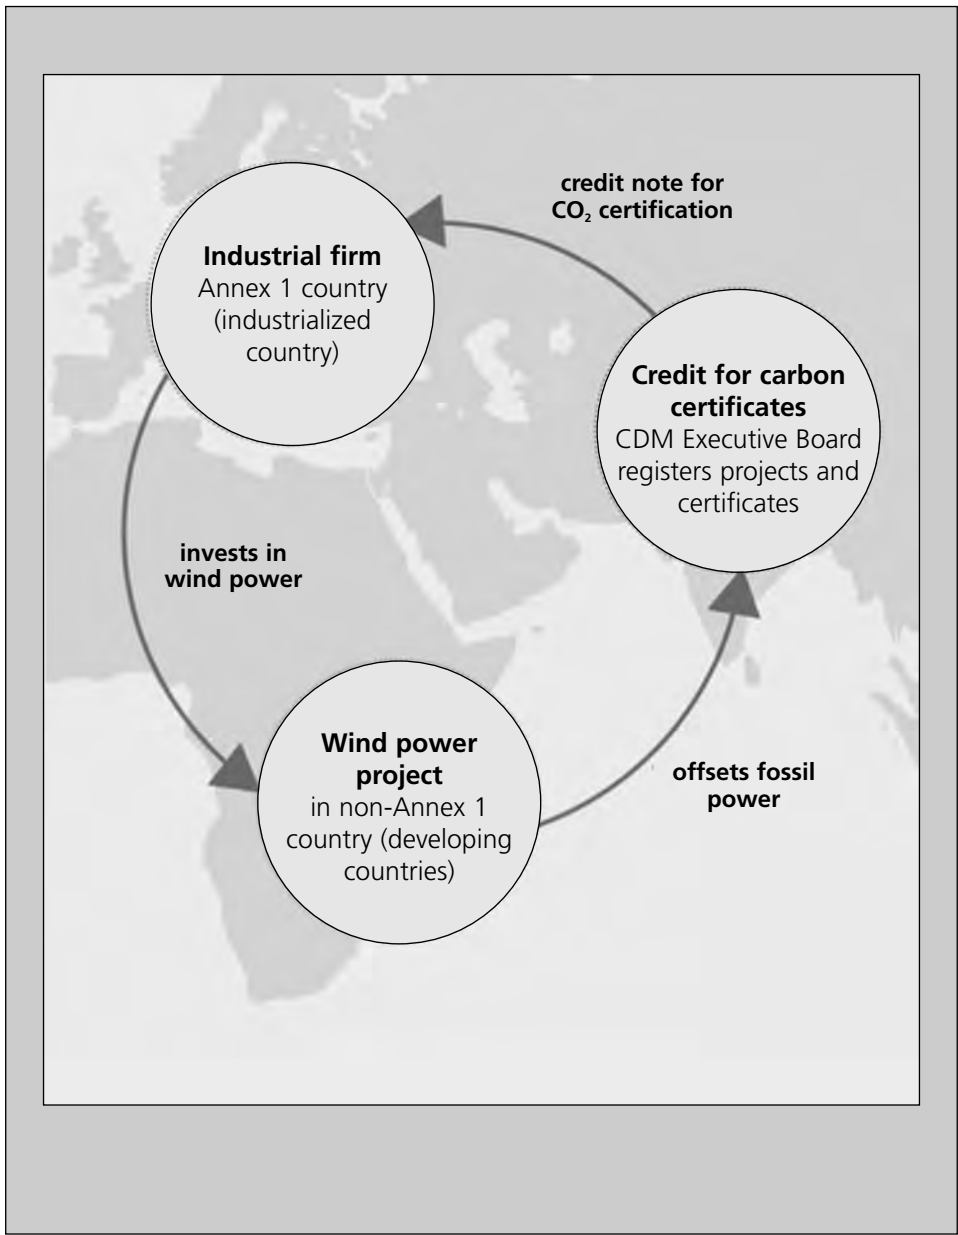 credit note for
CO₂ certification
Industrial firm
Annex 1 country
(industrialized
country)
Credit for carbon
certificates
CDM Executive Board
registers projects and
certificates
invests in
wind power
Wind power
project
in non-Annex 1
country (developing
countries)
offsets fossil
power